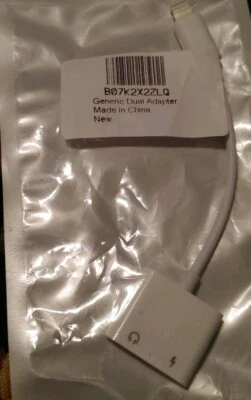 B07K2X2ZLQ
Generic Dual Adapter
Made in China
New